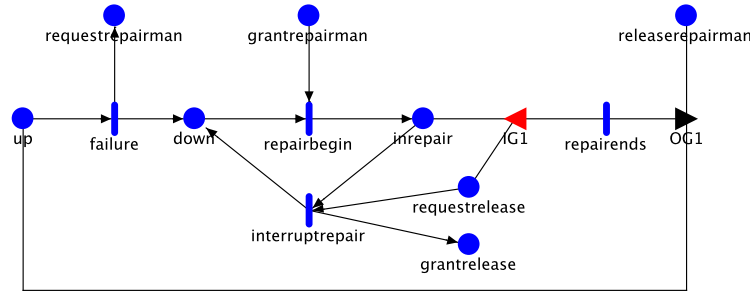 requestrepairman
grantrepairman
releaserepairman
up
failure
down
repairbegin
inrepair
IG1
repairends
OG1
requestrelease
interruptrepair
grantrelease